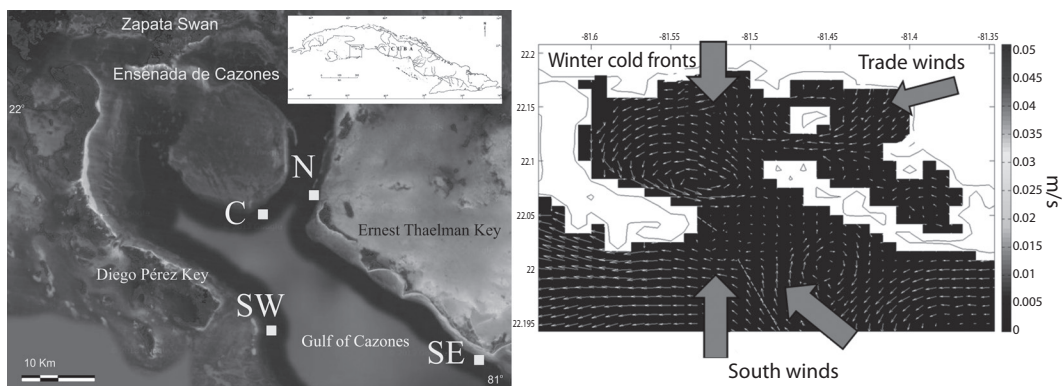 Zapata Swan
Ensenada de Cazones
22°
CUBA
N
C
Ernest Thaelman Key
Diego Pérez Key
SW
Gulf of Cazones
SE
10 Km
81°
-81.6 -81.55 -81.5 -81.45 -81.4 -81.35
22.2
22.15
22.1
22.05
22
22.195
Winter cold fronts
Trade winds
South winds
0.05
0.045
0.04
0.035
0.03
0.025
0.02
0.015
0.01
0.005
0
m/s